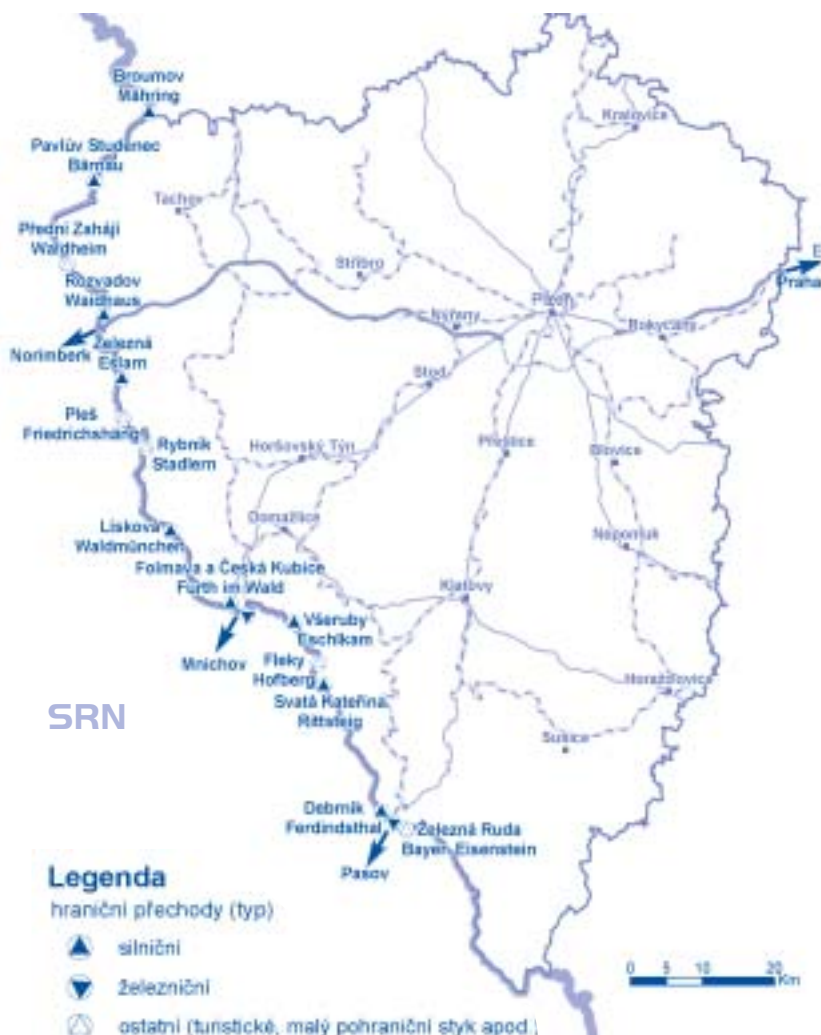 Broumov
Mähring
Pavlův Studenec
Bärnau
Kralovice
Tachov
Přední Zahájí
Waldheim
Stříbro
Rozvadov
Waidhaus
Praha
Plzeň
Nýřany
Rokycany
Norimberk
Železná
Eslarn
Stod
Pleš
Friedrichshäng
Rybník
Stadlern
Horšovský Týn
Přeštice
Blovice
Domažlice
Lísková
Waldmünchen
Nepomuk
Folmava a Česká Kubice
Furth im Wald
Klatovy
Všeruby
Eschlkam
Mnichov
Fleky
Hofberg
Svatá Kateřina
Rittsteig
Horažďovice
SRN
Sušice
Debrník
Ferdindsthal
Železná Ruda
Bayer. Eisenstein
Pasov
Legenda
hraniční přechody (typ)
silniční
železniční
ostatní (turistické, malý pohraniční styk apod.)
0 5 10 20
Km